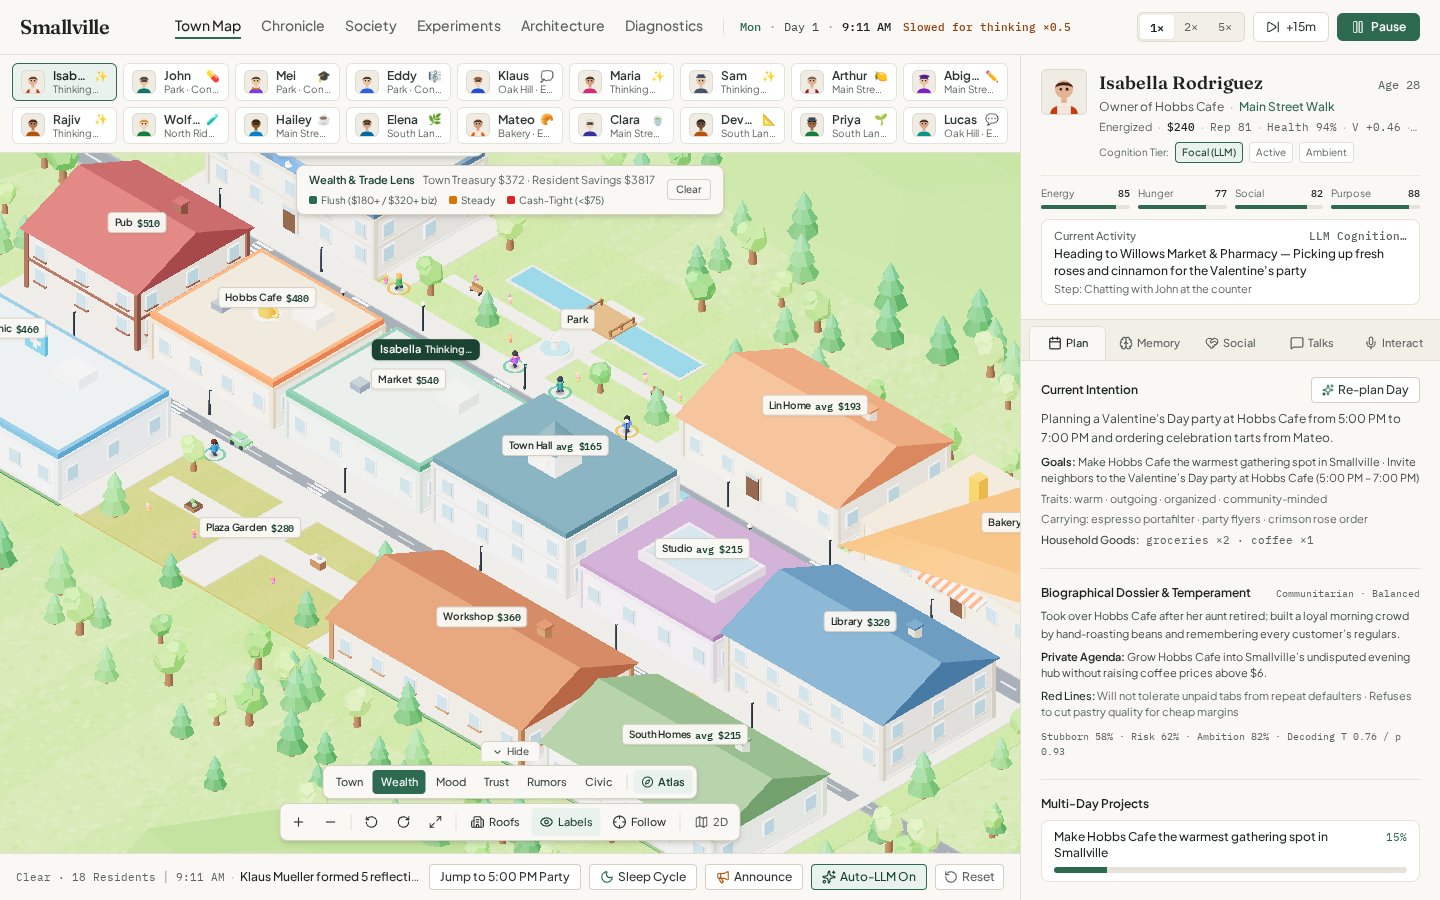 Smallville
Town Map Chronicle Society Experiments Architecture Diagnostics
Mon · Day 1 · 9:11 AM Slowed for thinking ×0.5
1× 2× 5× +15m Pause
Isab... John Mei Eddy Klaus Maria Sam Arthur Abig...
Thinking... Park · Con... Park · Con... Park · Con... Oak Hill · E... Thinking... Thinking... Main Stre... Main Stre...
Rajiv Wolf... Hailey Elena Mateo Clara Dev... Priya Lucas
Thinking... North Rid... Main Stre... South Lan... Bakery · E... Main Stre... South Lan... South Lan... Oak Hill · E...
Wealth & Trade Lens Town Treasury $372 · Resident Savings $3817
Flush ($180+ / $320+ biz) Steady Cash-Tight (<$75)
Clear
Pub $510
Hobbs Cafe $480
Park
nic $460
Isabella Thinking...
Market $540
Lin Home avg $193
Town Hall avg $165
Bakery
Plaza Garden $280
Studio avg $215
Workshop $360
Library $320
South Homes avg $215
Hide
Town Wealth Mood Trust Rumors Civic Atlas
Roofs Labels Follow 2D
Clear · 18 Residents | 9:11 AM · Klaus Mueller formed 5 reflecti...
Jump to 5:00 PM Party Sleep Cycle Announce Auto-LLM On Reset
Isabella Rodriguez Age 28
Owner of Hobbs Cafe · Main Street Walk
Energized · $240 · Rep 81 · Health 94% · V +0.46 ·...
Cognition Tier: Focal (LLM) Active Ambient
Energy 85 Hunger 77 Social 82 Purpose 88
Current Activity LLM Cognition...
Heading to Willows Market & Pharmacy — Picking up fresh
roses and cinnamon for the Valentine's party
Step: Chatting with John at the counter
Plan Memory Social Talks Interact
Current Intention Re-plan Day
Planning a Valentine's Day party at Hobbs Cafe from 5:00 PM to
7:00 PM and ordering celebration tarts from Mateo.
Goals: Make Hobbs Cafe the warmest gathering spot in Smallville · Invite
neighbors to the Valentine's Day party at Hobbs Cafe (5:00 PM – 7:00 PM)
Traits: warm · outgoing · organized · community-minded
Carrying: espresso portafilter · party flyers · crimson rose order
Household Goods: groceries ×2 · coffee ×1
Biographical Dossier & Temperament Communitarian · Balanced
Took over Hobbs Cafe after her aunt retired; built a loyal morning crowd
by hand-roasting beans and remembering every customer's regulars.
Private Agenda: Grow Hobbs Cafe into Smallville's undisputed evening
hub without raising coffee prices above $6.
Red Lines: Will not tolerate unpaid tabs from repeat defaulters · Refuses
to cut pastry quality for cheap margins
Stubborn 58% · Risk 62% · Ambition 82% · Decoding T 0.76 / p
0.93
Multi-Day Projects
Make Hobbs Cafe the warmest gathering spot in 15%
Smallville